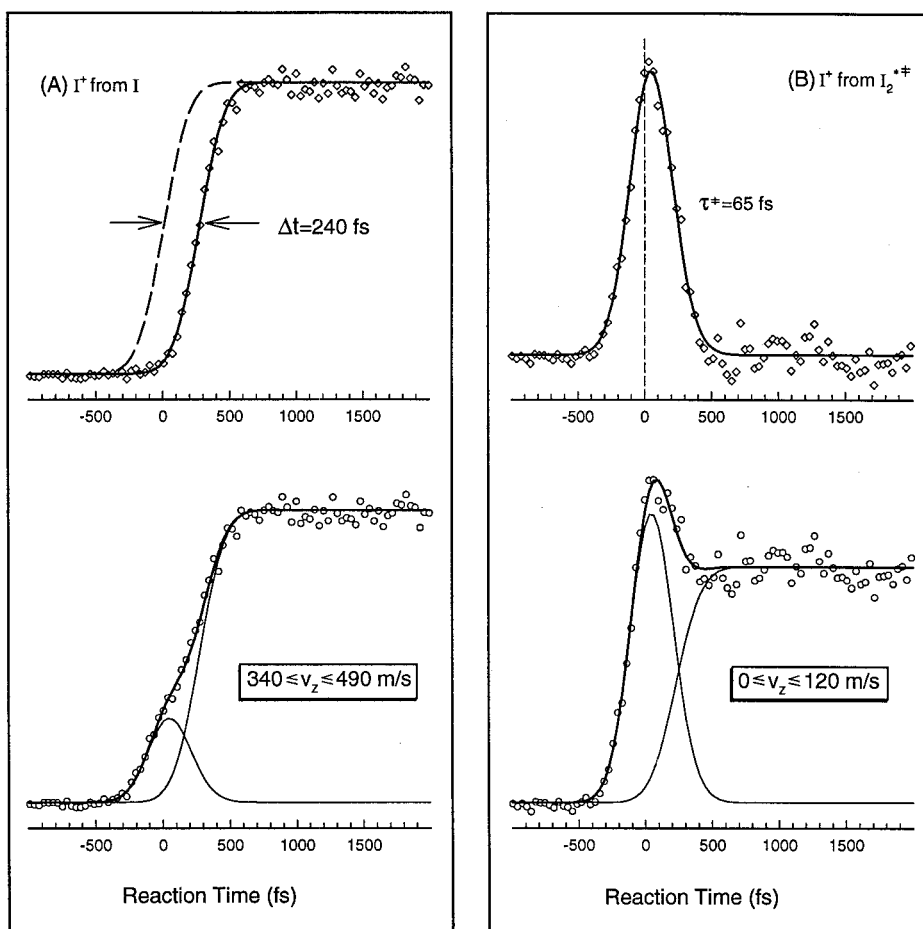 (A) I⁺ from I
Δt=240 fs
-500 0 500 1000 1500
340 ≤ v_z ≤ 490 m/s
-500 0 500 1000 1500
Reaction Time (fs)
(B) I⁺ from I₂*‡
τ‡=65 fs
-500 0 500 1000 1500
0 ≤ v_z ≤ 120 m/s
-500 0 500 1000 1500
Reaction Time (fs)